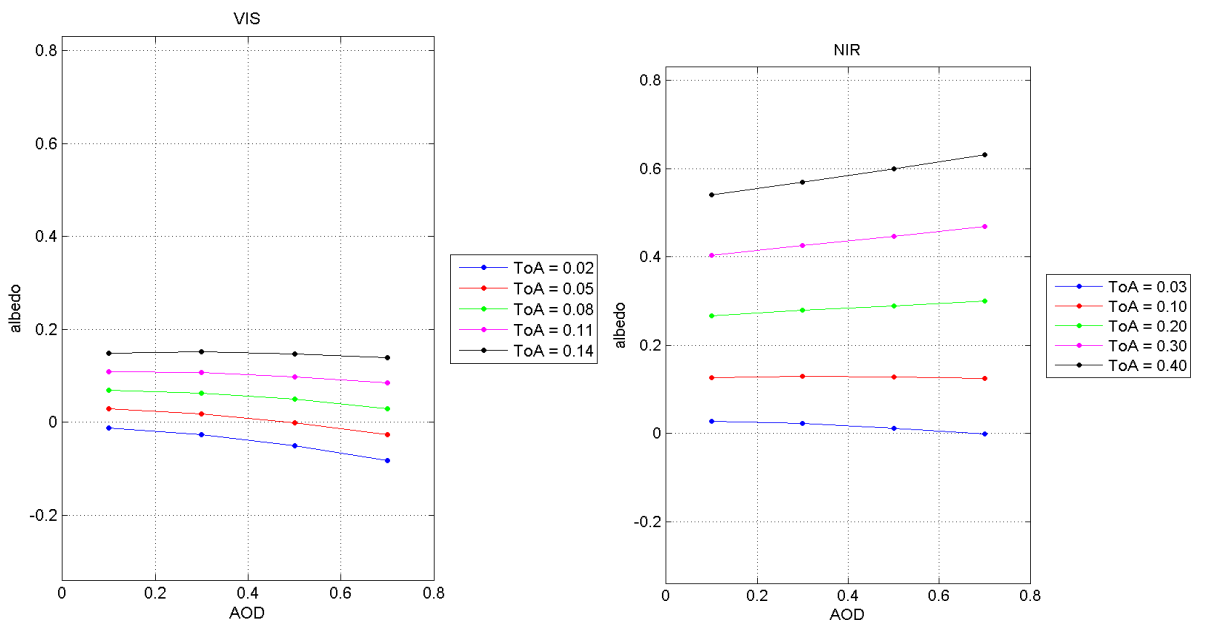 VIS
0.8
0.6
0.4
0.2
0
-0.2
albedo
0 0.2 0.4 0.6 0.8
AOD
ToA = 0.02
ToA = 0.05
ToA = 0.08
ToA = 0.11
ToA = 0.14
NIR
0.8
0.6
0.4
0.2
0
-0.2
albedo
0 0.2 0.4 0.6 0.8
AOD
ToA = 0.03
ToA = 0.10
ToA = 0.20
ToA = 0.30
ToA = 0.40